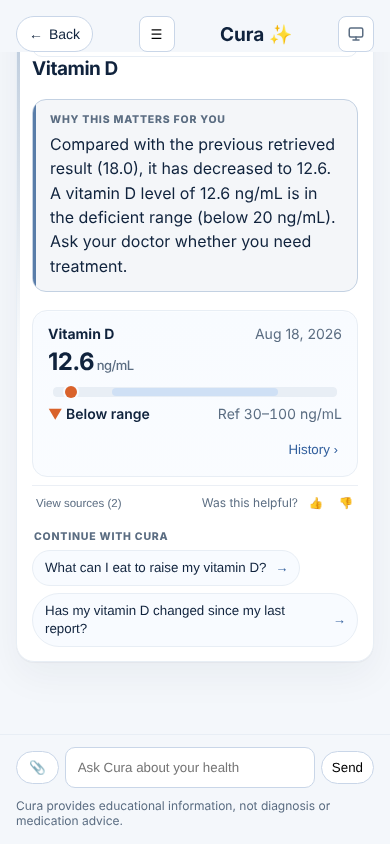 ← Back
☰
Cura ✨
Vitamin D
WHY THIS MATTERS FOR YOU
Compared with the previous retrieved
result (18.0), it has decreased to 12.6.
A vitamin D level of 12.6 ng/mL is in
the deficient range (below 20 ng/mL).
Ask your doctor whether you need
treatment.
Vitamin D
Aug 18, 2026
12.6 ng/mL
▼ Below range
Ref 30–100 ng/mL
History ›
View sources (2)
Was this helpful? 👍 👎
CONTINUE WITH CURA
What can I eat to raise my vitamin D? →
Has my vitamin D changed since my last
report? →
📎
Ask Cura about your health
Send
Cura provides educational information, not diagnosis or
medication advice.